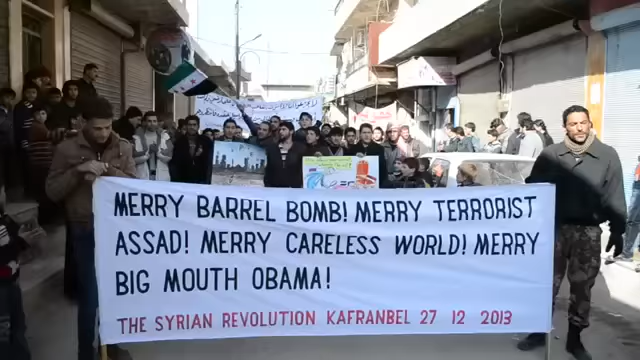 MERRY BARREL BOMB! MERRY TERRORIST
ASSAD! MERRY CARELESS WORLD! MERRY
BIG MOUTH OBAMA!
THE SYRIAN REVOLUTION KAFRANBEL 27 12 2013